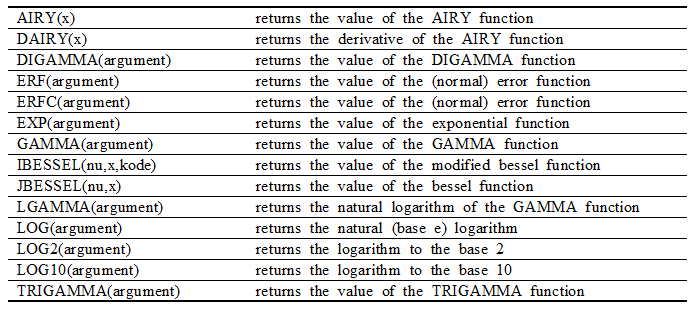 AIRY(x) returns the value of the AIRY function
DAIRY(x) returns the derivative of the AIRY function
DIGAMMA(argument) returns the value of the DIGAMMA function
ERF(argument) returns the value of the (normal) error function
ERFC(argument) returns the value of the (normal) error function
EXP(argument) returns the value of the exponential function
GAMMA(argument) returns the value of the GAMMA function
IBESSEL(nu,x,kode) returns the value of the modified bessel function
JBESSEL(nu,x) returns the value of the bessel function
LGAMMA(argument) returns the natural logarithm of the GAMMA function
LOG(argument) returns the natural (base e) logarithm
LOG2(argument) returns the logarithm to the base 2
LOG10(argument) returns the logarithm to the base 10
TRIGAMMA(argument) returns the value of the TRIGAMMA function